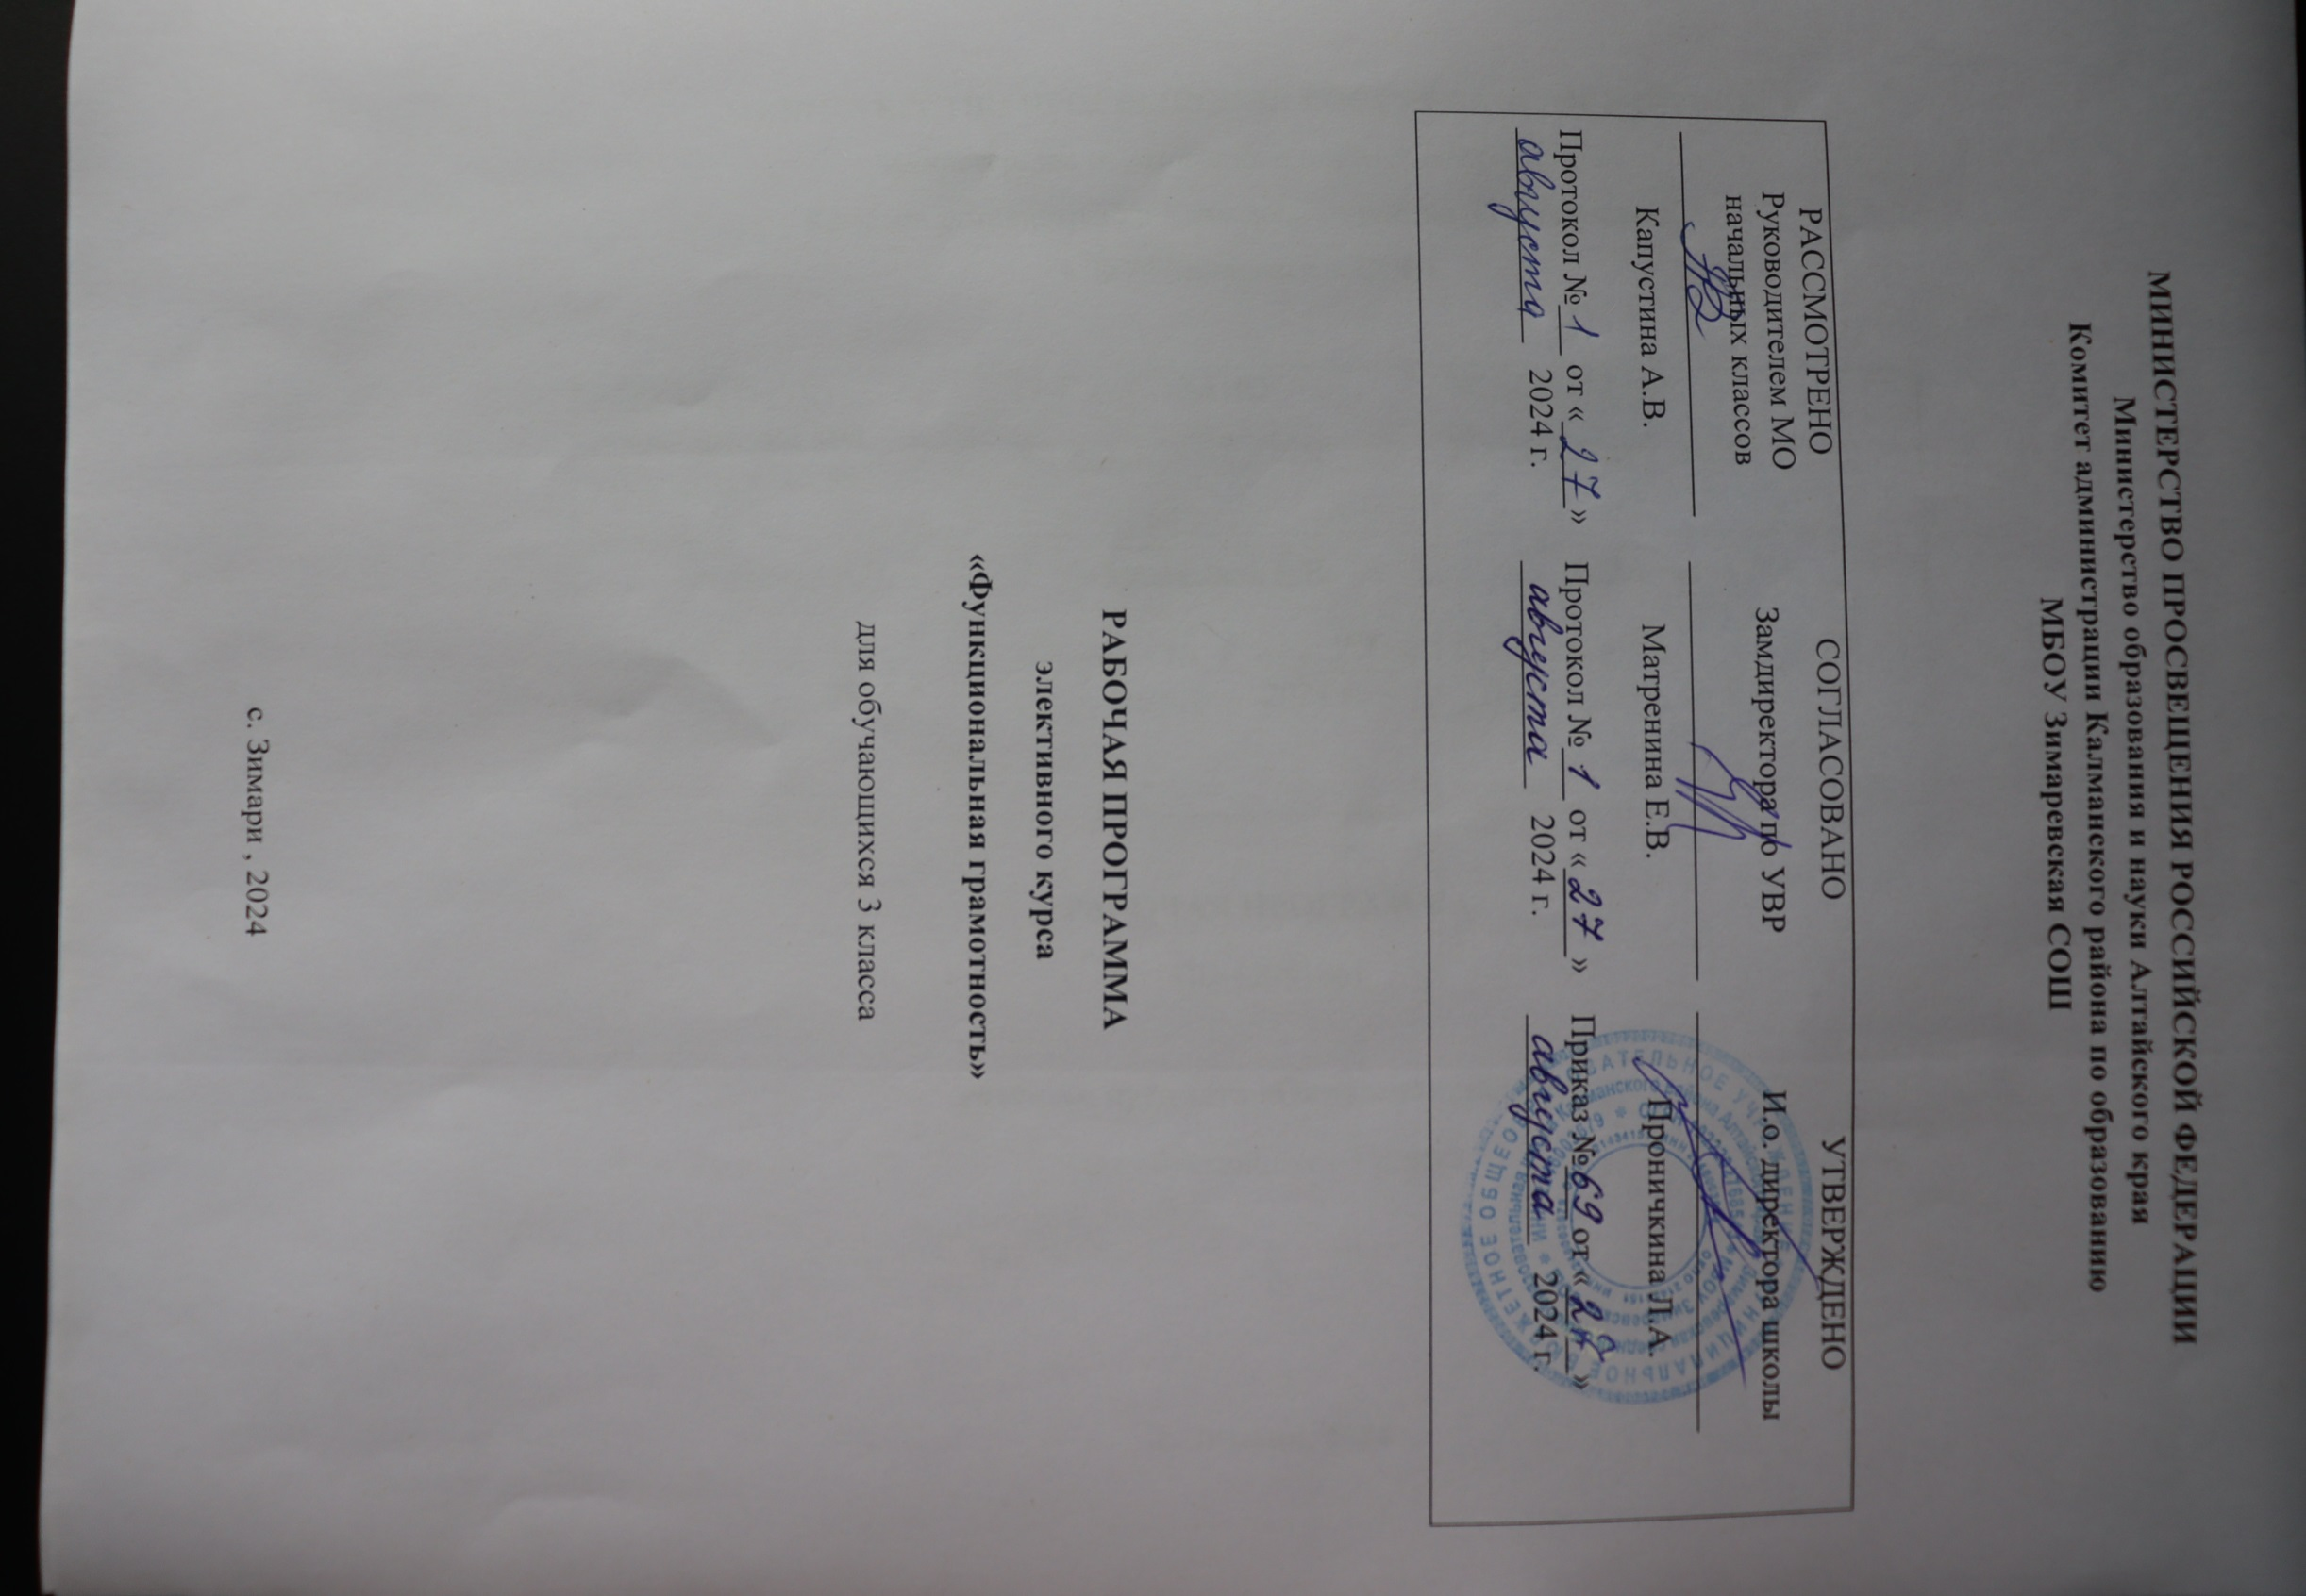 МИНИСТЕРСТВО ПРОСВЕЩЕНИЯ РОССИЙСКОЙ ФЕДЕРАЦИИ
Министерство образования и науки Алтайского края
Комитет администрации Калманского района по образованию
МБОУ Зимаревская СОШ
РАССМОТРЕНО
Руководителем МО
начальных классов
Капустина А.В.
Протокол № 1 от «27»
августа 2024 г.
СОГЛАСОВАНО
Замдиректора по УВР
Матренина Е.В.
Протокол № 1 от «27»
августа 2024 г.
УТВЕРЖДЕНО
И.о. директора школы
Проничкина Л.А.
Приказ №69 от «27»
августа 2024 г.
РАБОЧАЯ ПРОГРАММА
элективного курса
«Функциональная грамотность»
для обучающихся 3 класса
с. Зимари , 2024